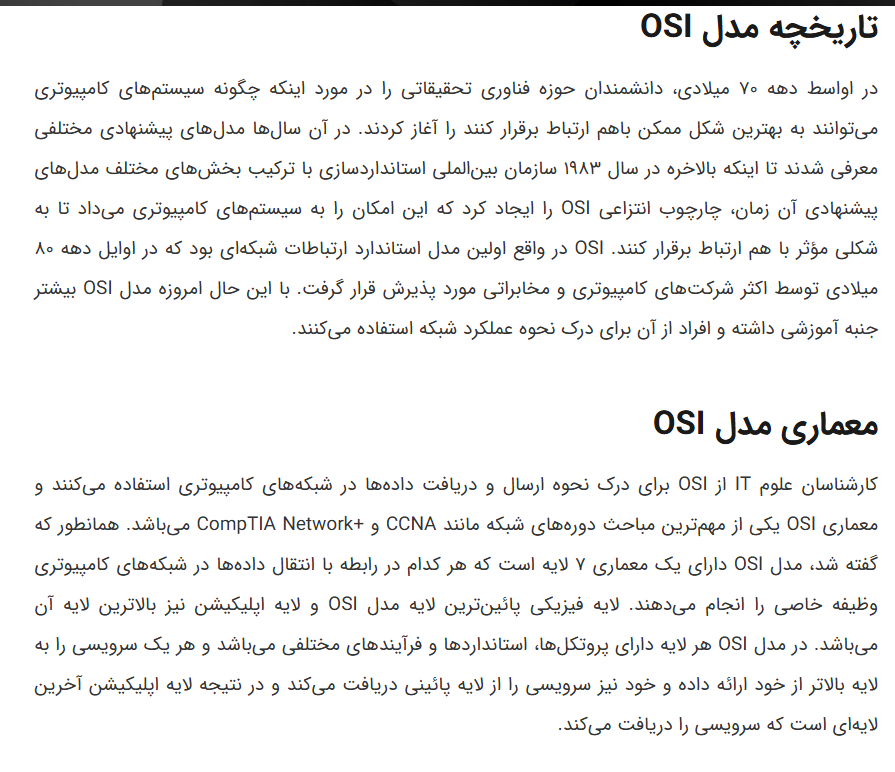 تاریخچه مدل OSI
در اواسط دهه ۷۰ میلادی، دانشمندان حوزه فناوری تحقیقاتی را در مورد اینکه چگونه سیستم‌های کامپیوتری
می‌توانند به بهترین شکل ممکن باهم ارتباط برقرار کنند را آغاز کردند. در آن سال‌ها مدل‌های پیشنهادی مختلفی
معرفی شدند تا اینکه بالاخره در سال ۱۹۸۳ سازمان بین‌المللی استانداردسازی با ترکیب بخش‌های مختلف مدل‌های
پیشنهادی آن زمان، چارچوب انتزاعی OSI را ایجاد کرد که این امکان را به سیستم‌های کامپیوتری می‌داد تا به
شکلی مؤثر با هم ارتباط برقرار کنند. OSI در واقع اولین مدل استاندارد ارتباطات شبکه‌ای بود که در اوایل دهه ۸۰
میلادی توسط اکثر شرکت‌های کامپیوتری و مخابراتی مورد پذیرش قرار گرفت. با این حال امروزه مدل OSI بیشتر
جنبه آموزشی داشته و افراد از آن برای درک نحوه عملکرد شبکه استفاده می‌کنند.
معماری مدل OSI
کارشناسان علوم IT از OSI برای درک نحوه ارسال و دریافت داده‌ها در شبکه‌های کامپیوتری استفاده می‌کنند و
معماری OSI یکی از مهم‌ترین مباحث دوره‌های شبکه مانند CCNA و +CompTIA Network می‌باشد. همانطور که
گفته شد، مدل OSI دارای یک معماری ۷ لایه است که هر کدام در رابطه با انتقال داده‌ها در شبکه‌های کامپیوتری
وظیفه خاصی را انجام می‌دهند. لایه فیزیکی پائین‌ترین لایه مدل OSI و لایه اپلیکیشن نیز بالاترین لایه آن
می‌باشد. در مدل OSI هر لایه دارای پروتکل‌ها، استانداردها و فرآیندهای مختلفی می‌باشد و هر یک سرویسی را به
لایه بالاتر از خود ارائه داده و خود نیز سرویسی را از لایه پائینی دریافت می‌کند و در نتیجه لایه اپلیکیشن آخرین
لایه‌ای است که سرویسی را دریافت می‌کند.